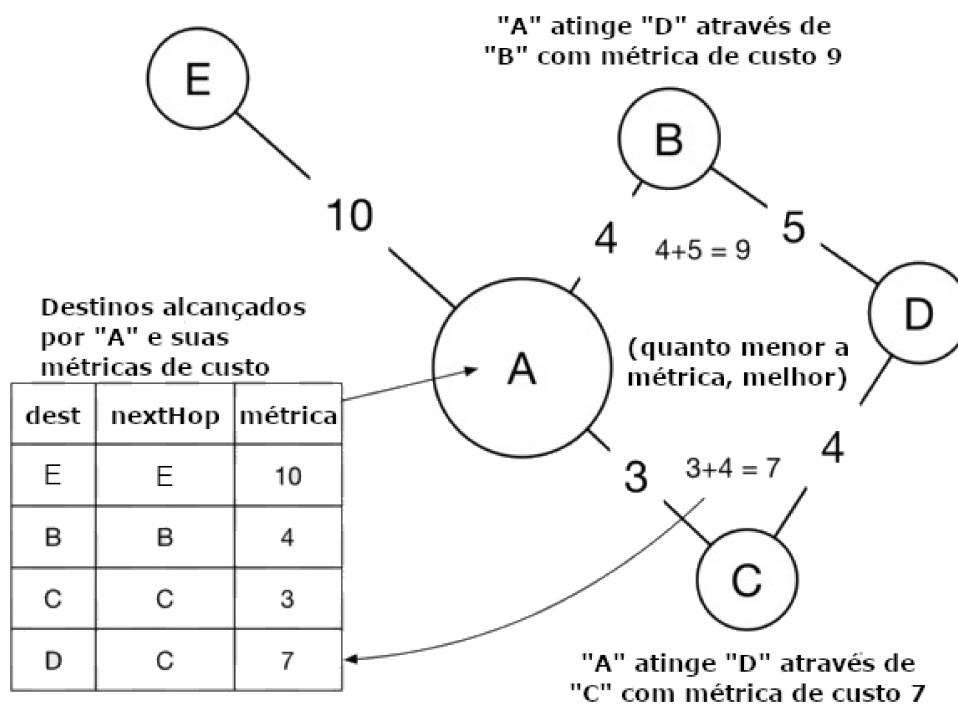 "A" atinge "D" através de
"B" com métrica de custo 9
E
B
10
4
5
4+5 = 9
D
Destinos alcançados
por "A" e suas
métricas de custo
A
(quanto menor a
métrica, melhor)
dest nextHop métrica
E E 10
B B 4
C C 3
D C 7
3
3+4 = 7
4
C
"A" atinge "D" através de
"C" com métrica de custo 7